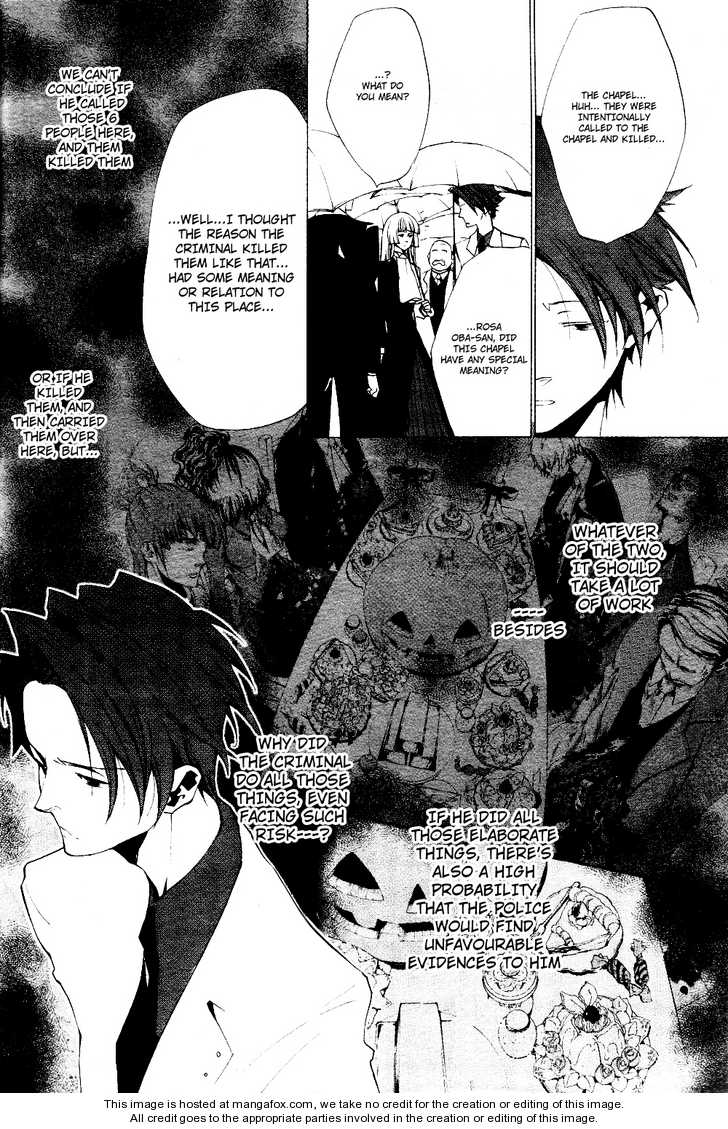 THE CHAPEL...
HUH... THEY WERE
INTENTIONALLY
CALLED TO THE
CHAPEL AND KILLED...
...?
WHAT DO
YOU MEAN?
...ROSA
OBA-SAN, DID
THIS CHAPEL
HAVE ANY SPECIAL
MEANING?
...WELL...I THOUGHT
THE REASON THE
CRIMINAL KILLED
THEM LIKE THAT...
HAD SOME MEANING
OR RELATION TO
THIS PLACE...
WE CAN'T
CONCLUDE IF
HE CALLED
THOSE 6
PEOPLE HERE,
AND THEM
KILLED THEM
OR IF HE
KILLED
THEM, AND
THEN CARRIED
THEM OVER
HERE, BUT...
WHATEVER
OF THE TWO,
IT SHOULD
TAKE A LOT
OF WORK
----
BESIDES
IF HE DID ALL
THOSE ELABORATE
THINGS, THERE'S
ALSO A HIGH
PROBABILITY
THAT THE POLICE
WOULD FIND
UNFAVOURABLE
EVIDENCES TO HIM
WHY DID
THE CRIMINAL
DO ALL THOSE
THINGS, EVEN
FACING SUCH
RISK----?
This image is hosted at mangafox.com, we take no credit for the creation or editing of this image.
All credit goes to the appropriate parties involved in the creation or editing of this image.